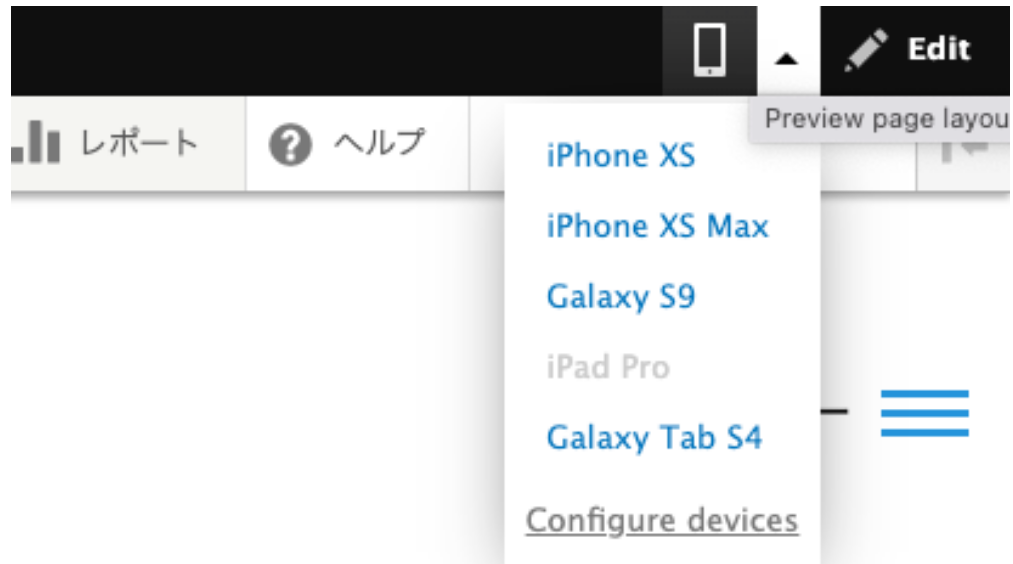 Edit
レポート
ヘルプ
Preview page layou
iPhone XS
iPhone XS Max
Galaxy S9
iPad Pro
Galaxy Tab S4
Configure devices